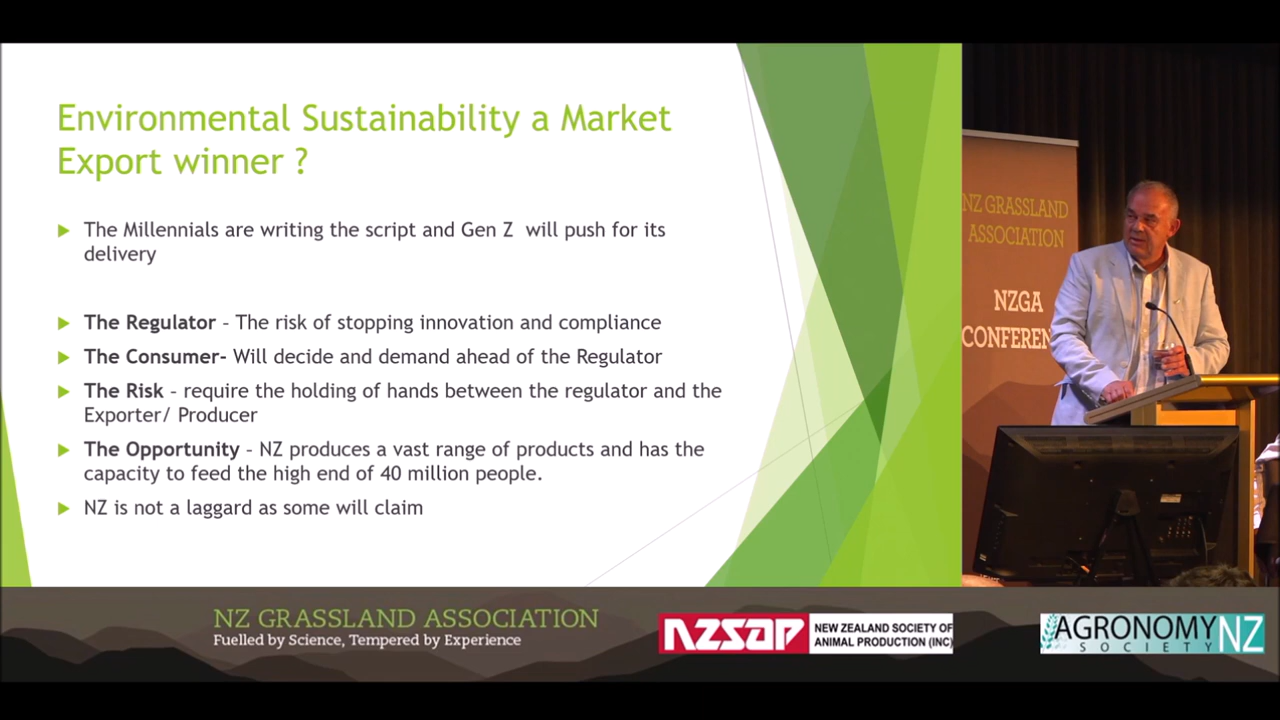 Environmental Sustainability a Market
Export winner ?
The Millennials are writing the script and Gen Z will push for its
delivery
The Regulator – The risk of stopping innovation and compliance
The Consumer- Will decide and demand ahead of the Regulator
The Risk – require the holding of hands between the regulator and the
Exporter/ Producer
The Opportunity – NZ produces a vast range of products and has the
capacity to feed the high end of 40 million people.
NZ is not a laggard as some will claim
NZ GRASSLAND
ASSOCIATION
NZGA
CONFEREN
NZ GRASSLAND ASSOCIATION
Fuelled by Science, Tempered by Experience
NZSAP
NEW ZEALAND SOCIETY OF
ANIMAL PRODUCTION (INC)
AGRONOMY NZ
SOCIETY